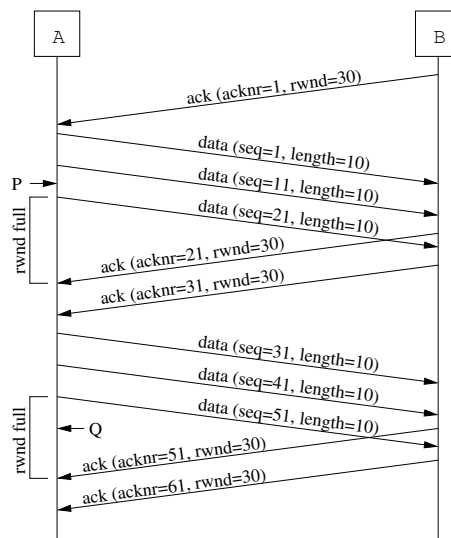 A
B
ack (acknr=1, rwnd=30)
data (seq=1, length=10)
P
data (seq=11, length=10)
data (seq=21, length=10)
rwnd full
ack (acknr=21, rwnd=30)
ack (acknr=31, rwnd=30)
data (seq=31, length=10)
data (seq=41, length=10)
data (seq=51, length=10)
rwnd full
Q
ack (acknr=51, rwnd=30)
ack (acknr=61, rwnd=30)